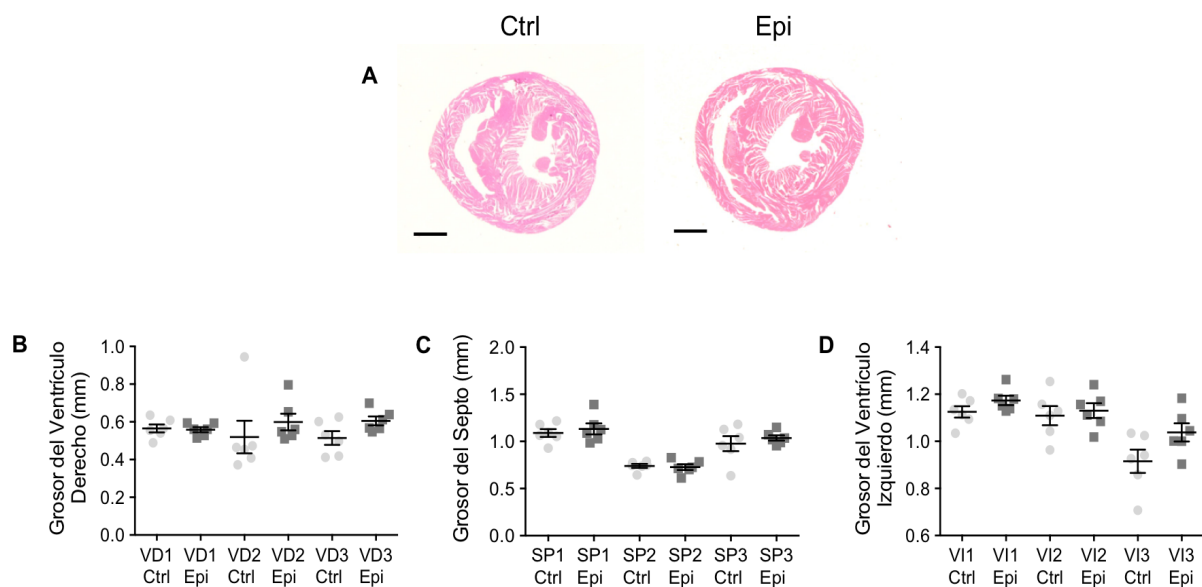 Ctrl Epi
A
B
Grosor del Ventrículo
Derecho (mm)
1.0
0.8
0.6
0.4
0.2
0.0
VD1 VD1 VD2 VD2 VD3 VD3
Ctrl Epi Ctrl Epi Ctrl Epi
C
Grosor del Septo (mm)
2.0
1.5
1.0
0.5
0.0
SP1 SP1 SP2 SP2 SP3 SP3
Ctrl Epi Ctrl Epi Ctrl Epi
D
Grosor del Ventrículo
Izquierdo (mm)
1.4
1.2
1.0
0.8
0.6
VI1 VI1 VI2 VI2 VI3 VI3
Ctrl Epi Ctrl Epi Ctrl Epi